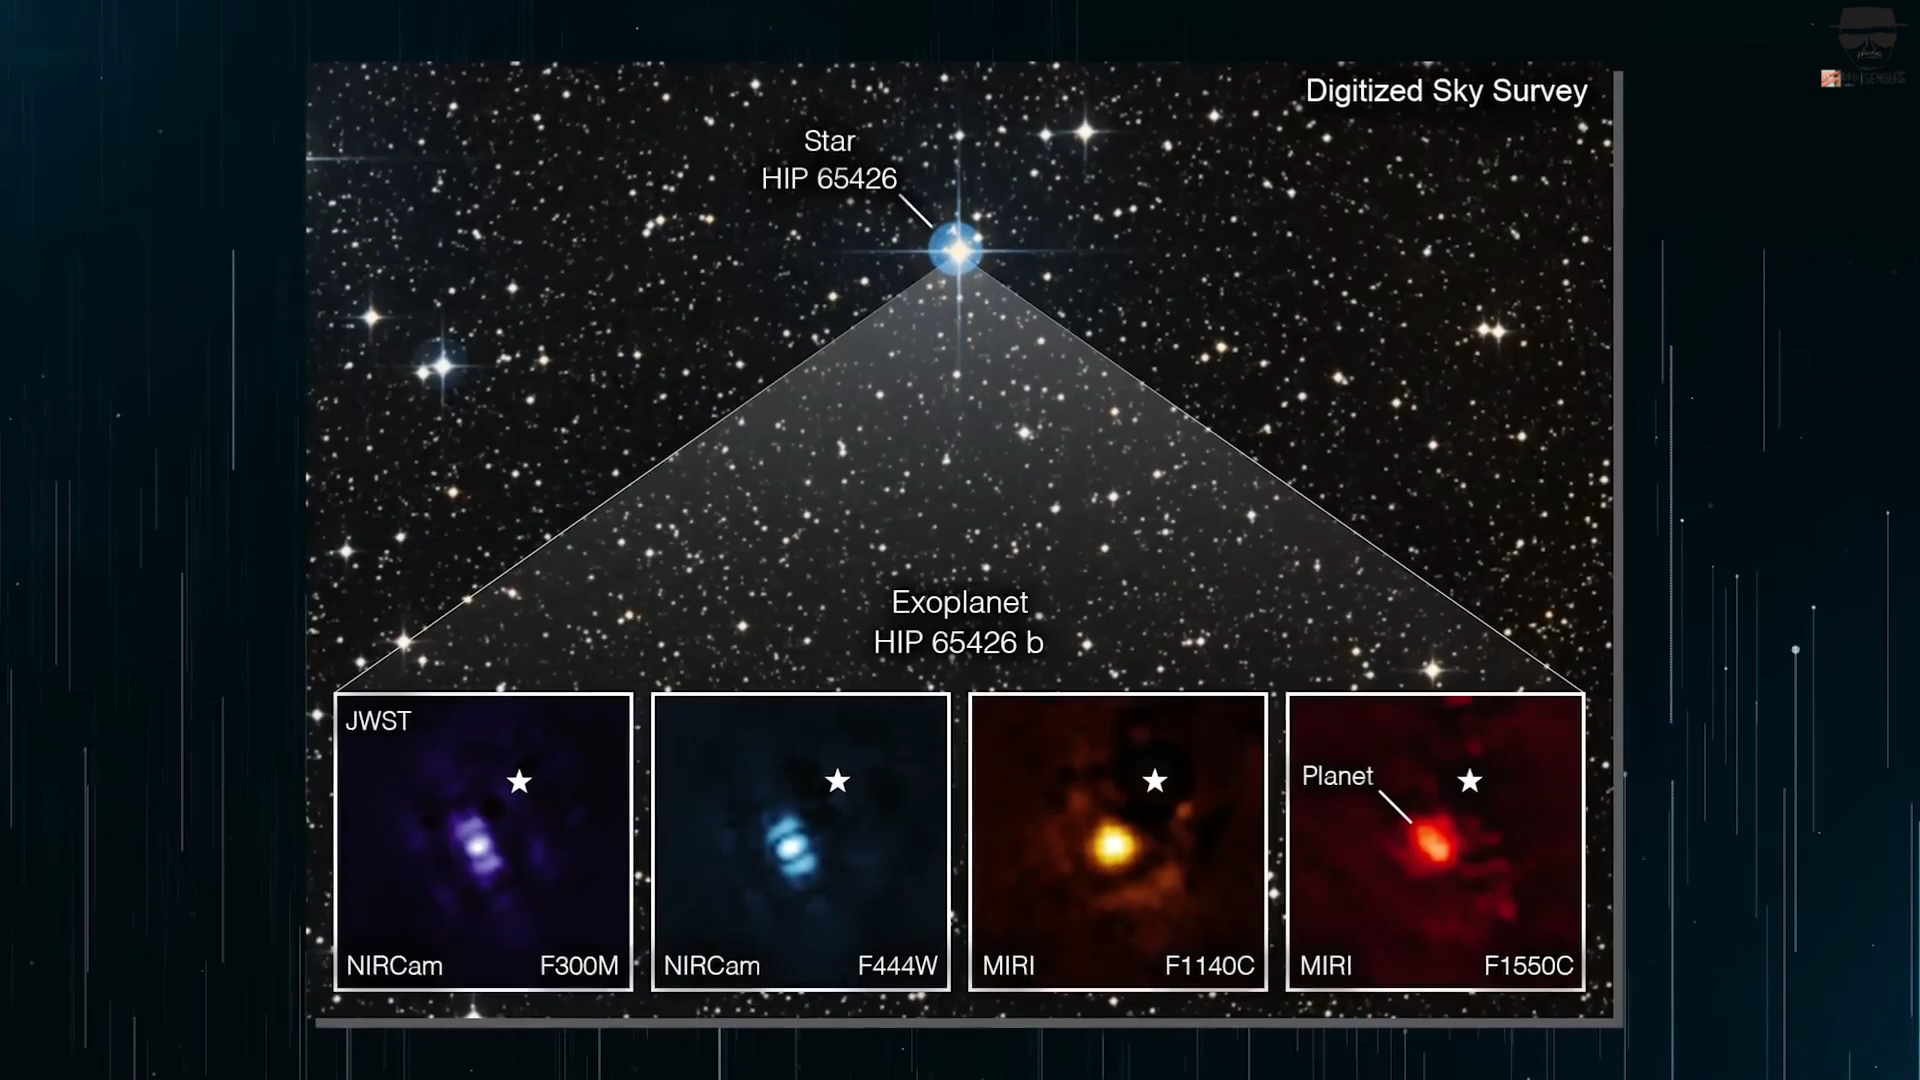 Digitized Sky Survey
Star
HIP 65426
Exoplanet
HIP 65426 b
JWST
NIRCam F300M
NIRCam F444W
MIRI F1140C
Planet
MIRI F1550C